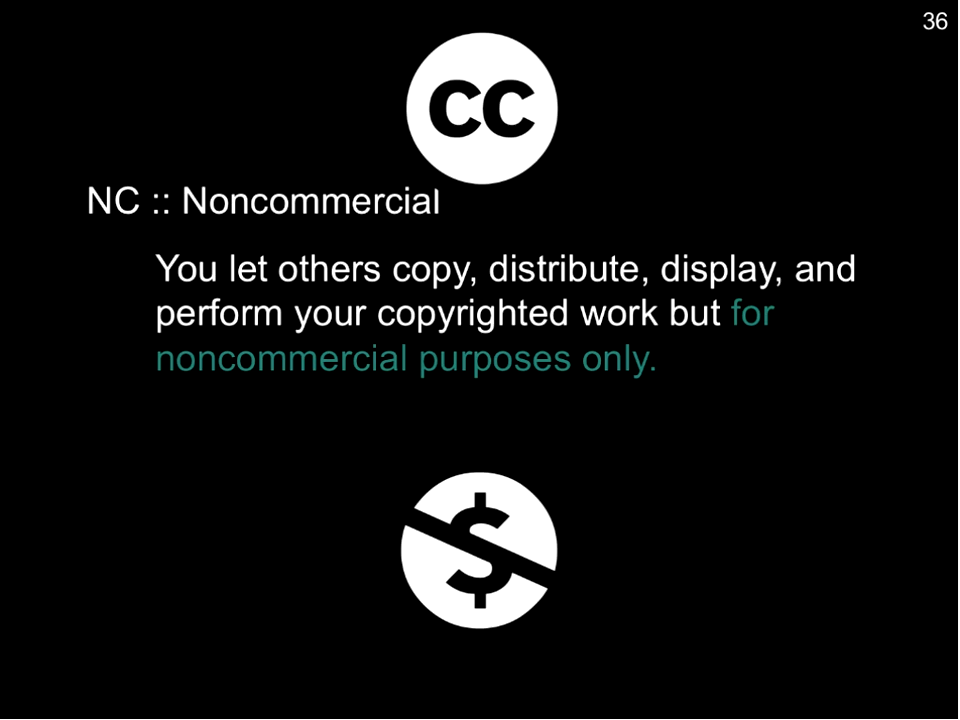 36
CC
NC :: Noncommercial
You let others copy, distribute, display, and
perform your copyrighted work but for
noncommercial purposes only.
$